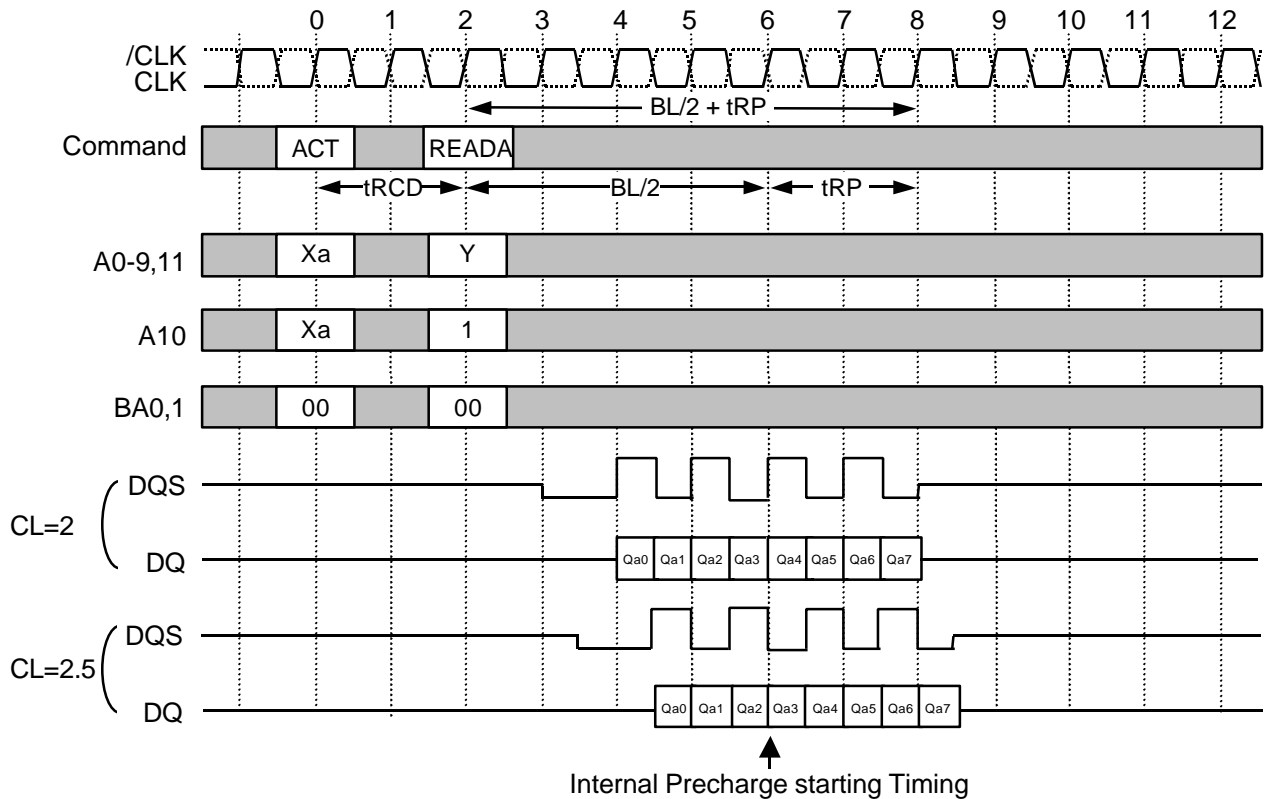 0 1 2 3 4 5 6 7 8 9 10 11 12
/CLK
CLK
BL/2 + tRP
Command ACT READA
tRCD BL/2 tRP
A0-9,11 Xa Y
A10 Xa 1
BA0,1 00 00
DQS
CL=2
DQ Qa0 Qa1 Qa2 Qa3 Qa4 Qa5 Qa6 Qa7
DQS
CL=2.5
DQ Qa0 Qa1 Qa2 Qa3 Qa4 Qa5 Qa6 Qa7
Internal Precharge starting Timing